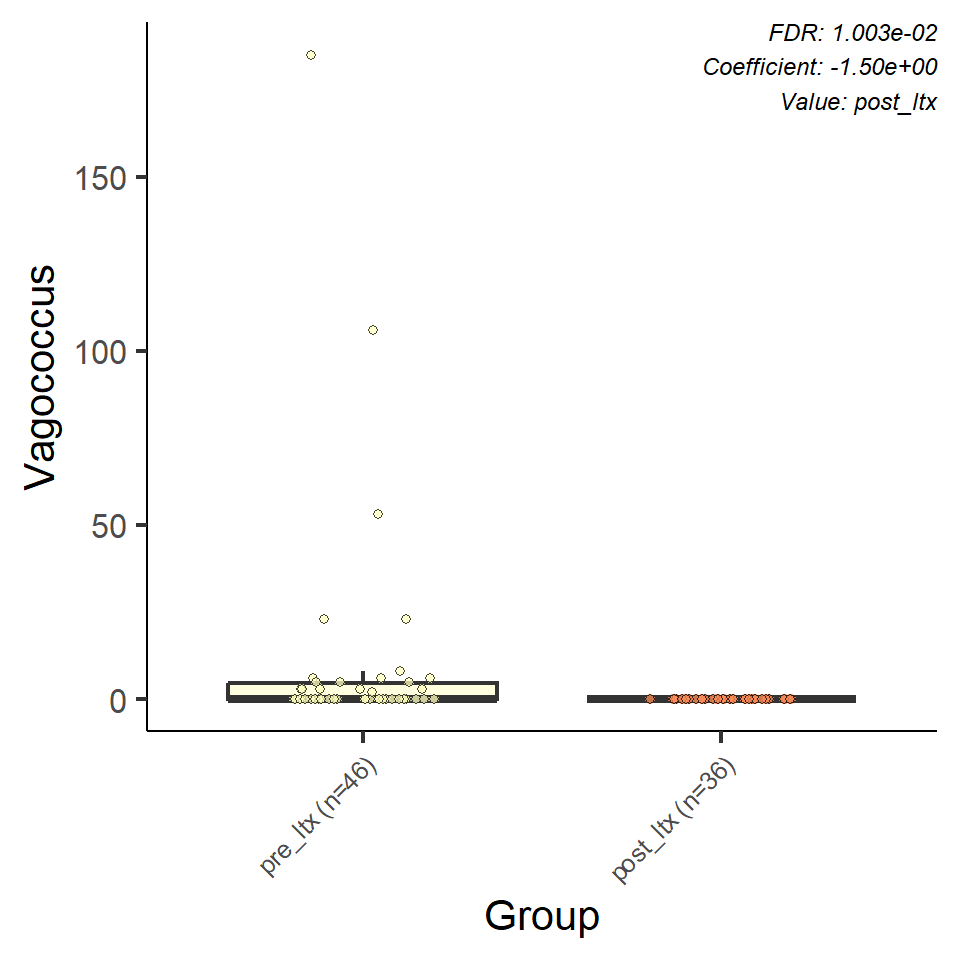 FDR: 1.003e-02
Coefficient: -1.50e+00
Value: post_ltx
Vagococcus
150
100
50
0
pre_ltx (n=46)
post_ltx (n=36)
Group